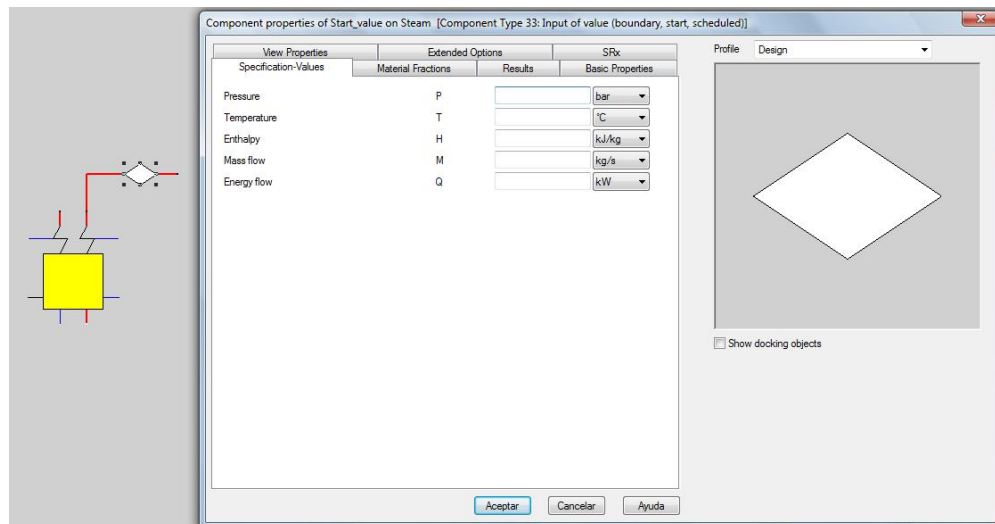 Component properties of Start_value on Steam [Component Type 33: Input of value (boundary, start, scheduled)]
View Properties Extended Options SRx
Specification-Values Material Fractions Results Basic Properties
Profile Design
Pressure P bar
Temperature T °C
Enthalpy H kJ/kg
Mass flow M kg/s
Energy flow Q kW
Show docking objects
Aceptar Cancelar Ayuda